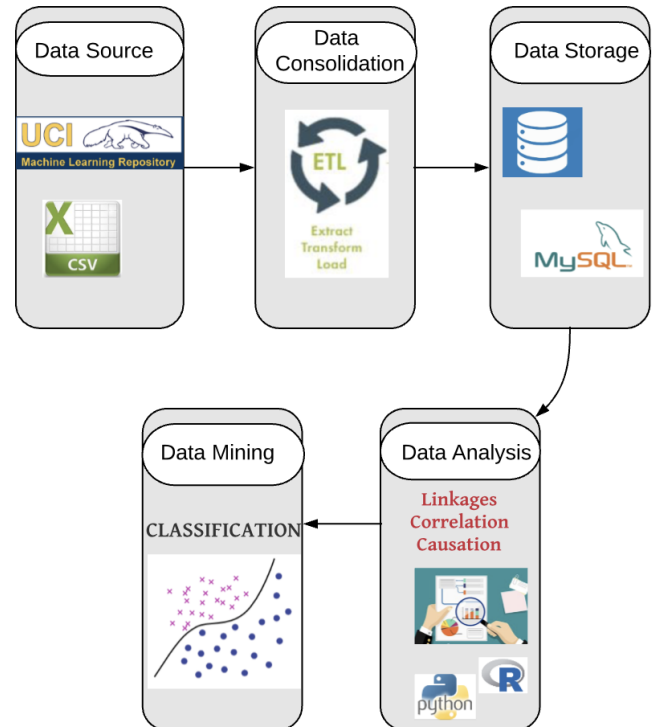 Data Source
UCI
Machine Learning Repository
X
CSV
Data
Consolidation
ETL
Extract
Transform
Load
Data Storage
MySQL
Data Mining
CLASSIFICATION
Data Analysis
Linkages
Correlation
Causation
python
R